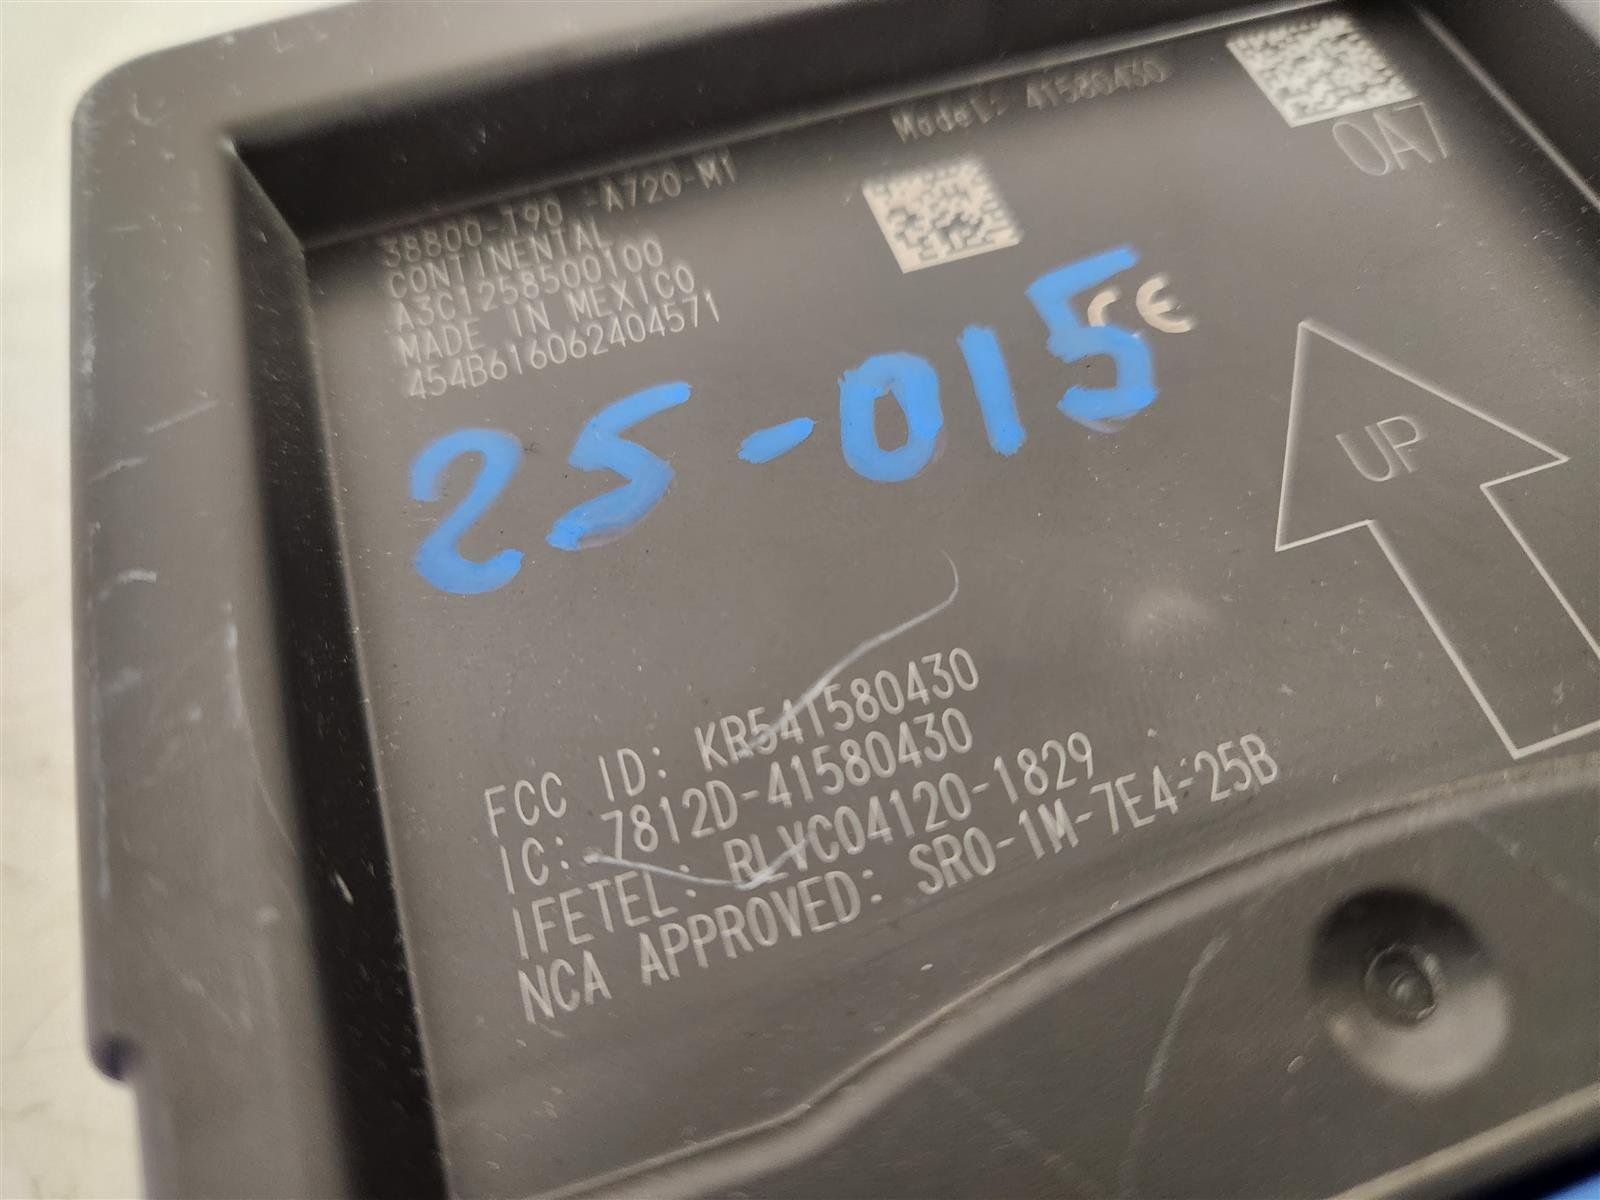 Model: 41580430
0A7
38800-T90 -A720-M1
CONTINENTAL
A3C1258500100
MADE IN MEXICO
454B616062404571
CE
25-015
UP
FCC ID: KR541580430
IC: 7812D-41580430
IFETEL: RLVC04120-1829
NCA APPROVED: SRO-1M-7E4-25B